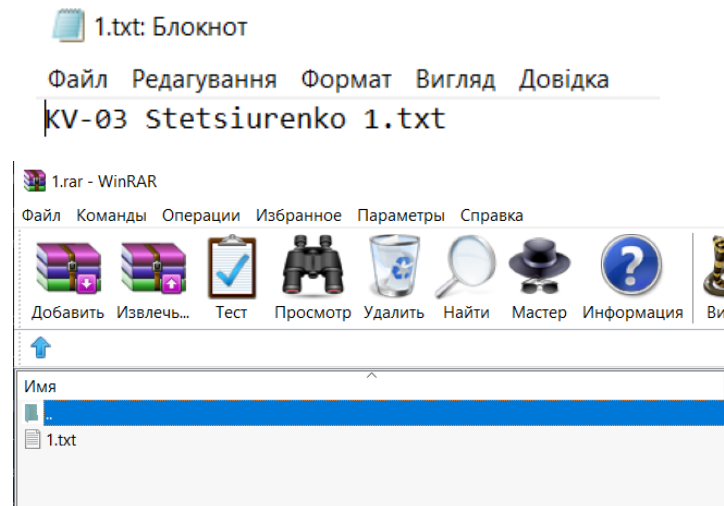 1.txt: Блокнот
Файл Редагування Формат Вигляд Довідка
KV-03 Stetsiurenko 1.txt
1.rar - WinRAR
Файл Команды Операции Избранное Параметры Справка
Добавить Извлечь... Тест Просмотр Удалить Найти Мастер Информация
Имя
..
1.txt